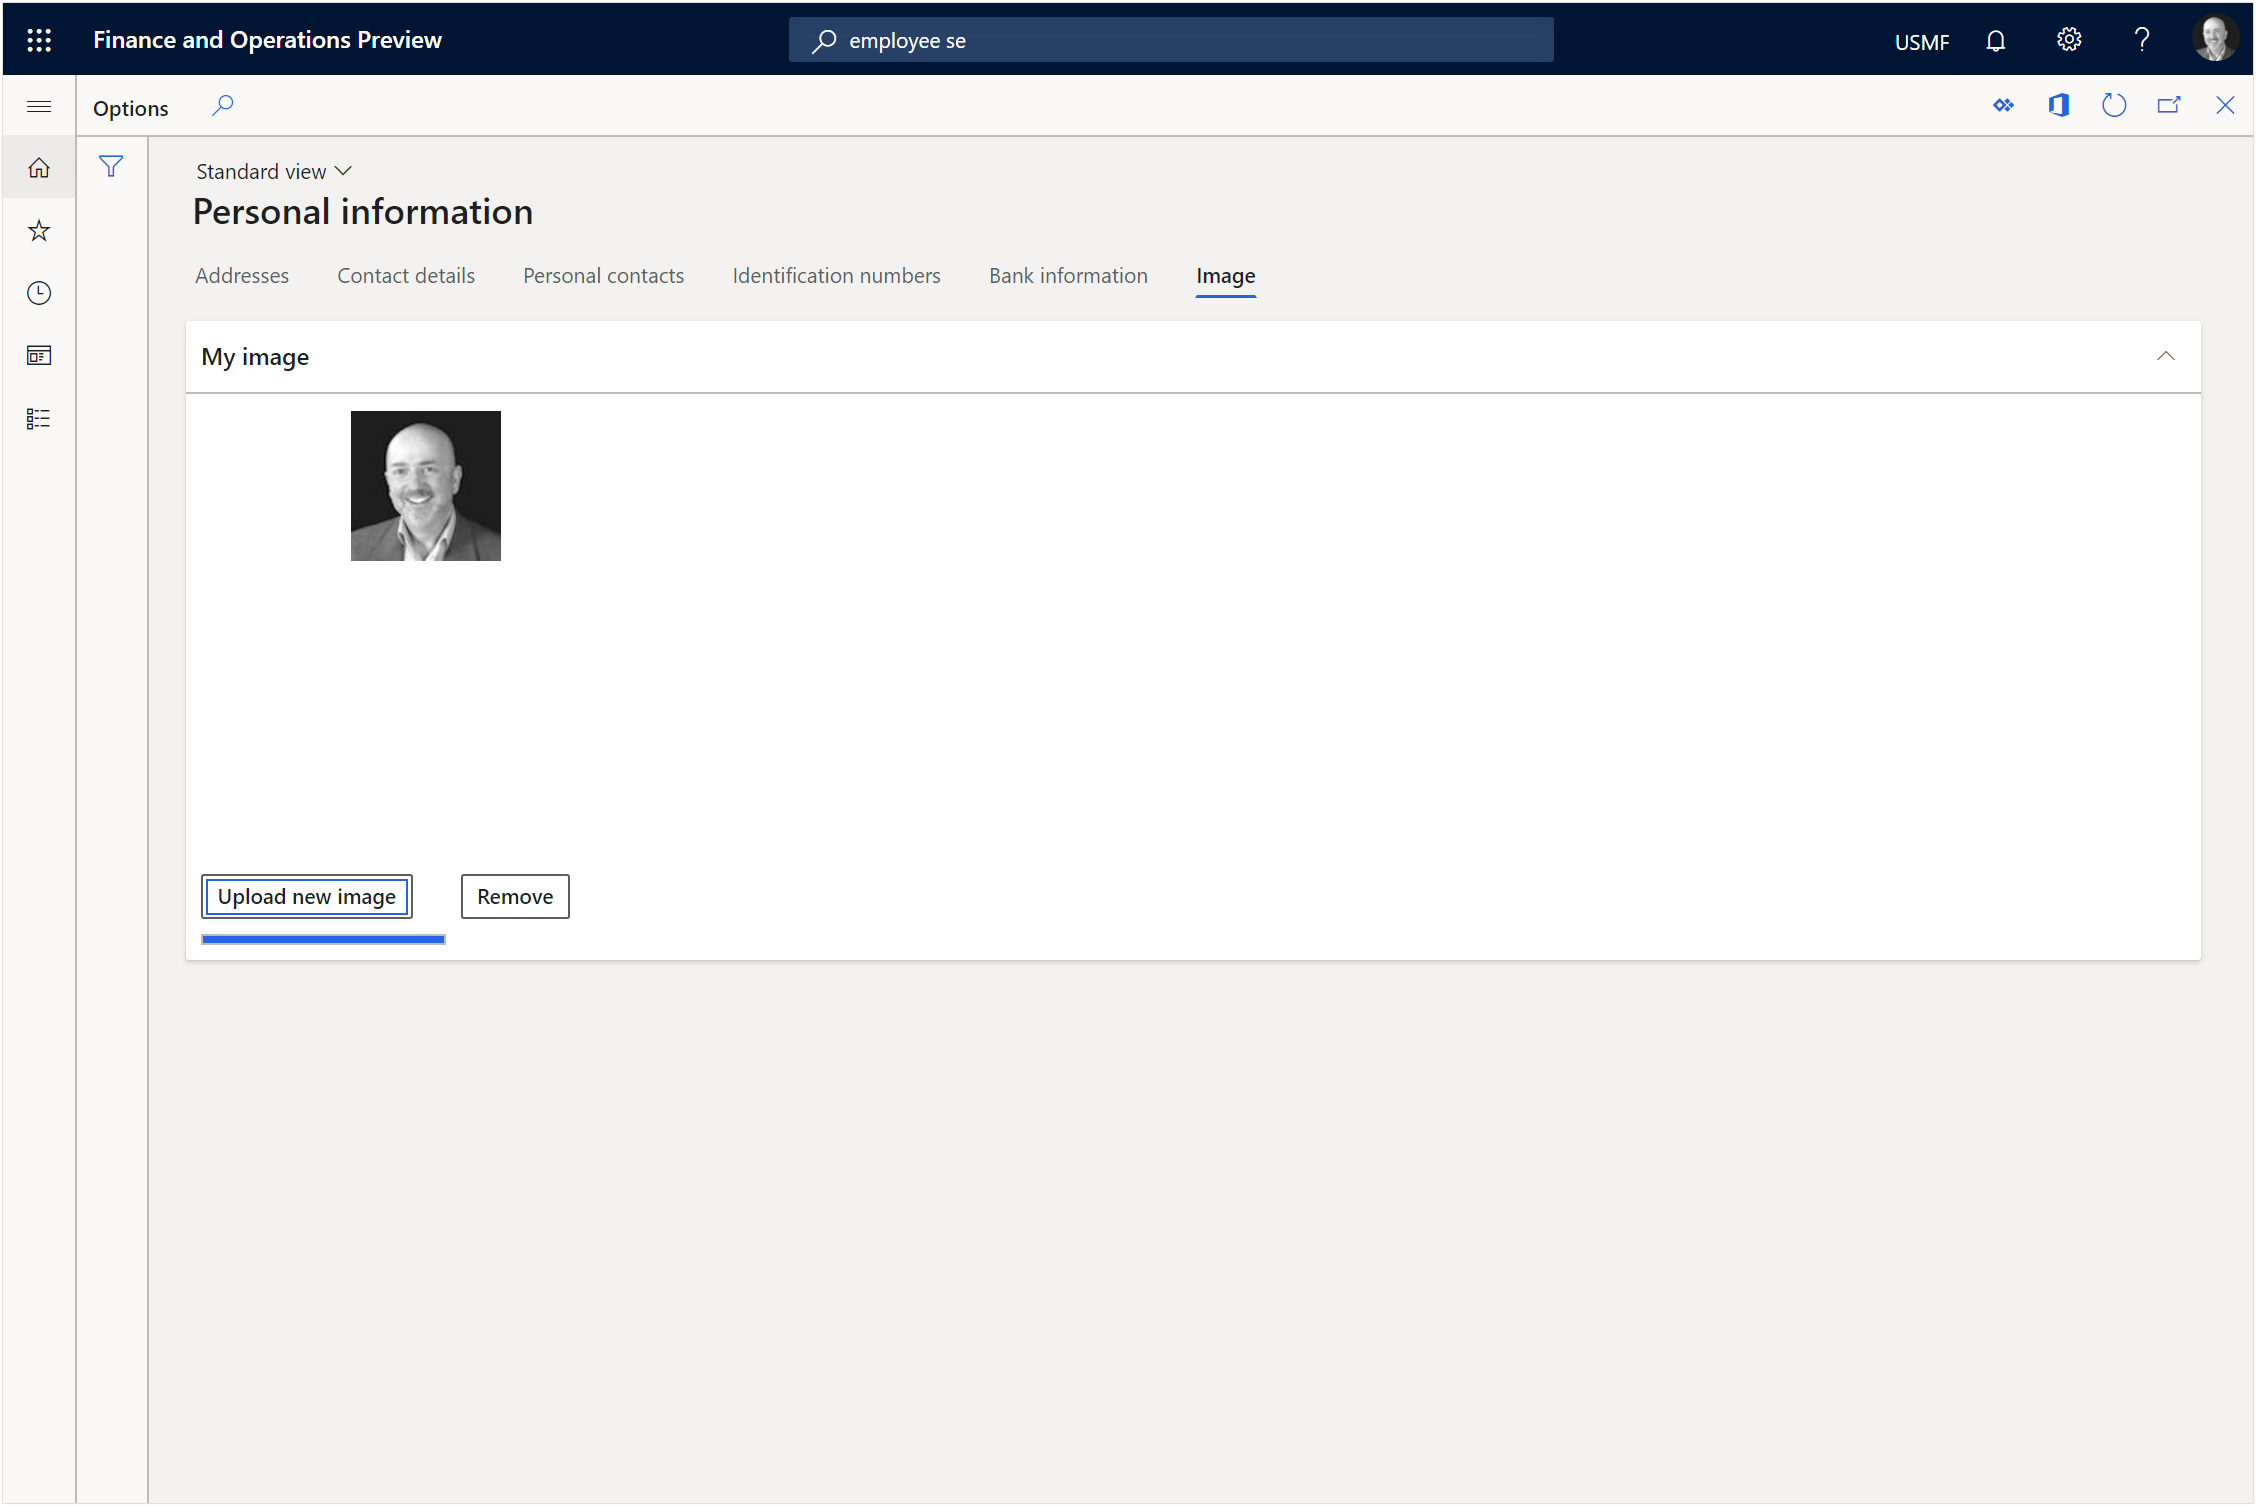 Finance and Operations Preview
employee se
USMF
Options
Standard view
Personal information
Addresses
Contact details
Personal contacts
Identification numbers
Bank information
Image
My image
Upload new image
Remove